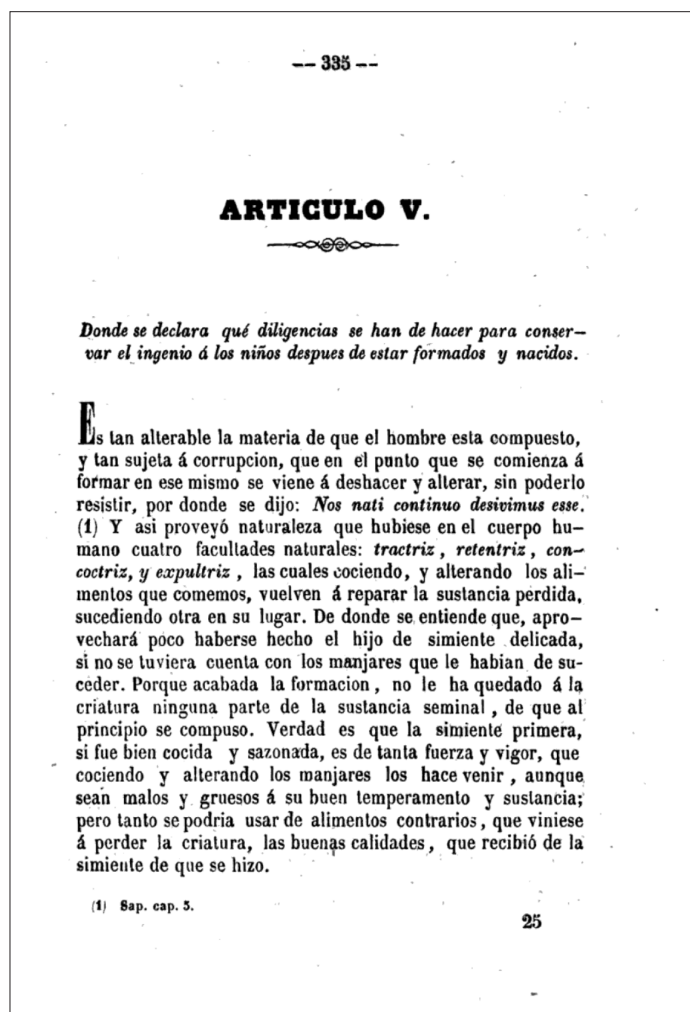 –– 335 ––
ARTICULO V.
Donde se declara qué diligencias se han de hacer para conser–
var el ingenio á los niños despues de estar formados y nacidos.
Es tan alterable la materia de que el hombre esta compuesto,
y tan sujeta á corrupcion, que en el punto que se comienza á
formar en ese mismo se viene á deshacer y alterar, sin poderlo
resistir, por donde se dijo: Nos nati continuo desivimus esse.
(1) Y asi proveyó naturaleza que hubiese en el cuerpo hu–
mano cuatro facultades naturales: tractriz, retentriz, con–
coctriz, y expultriz, las cuales cociendo, y alterando los ali–
mentos que comemos, vuelven á reparar la sustancia perdida,
sucediendo otra en su lugar. De donde se entiende que, apro–
vechará poco haberse hecho el hijo de simiente delicada,
si no se tuviera cuenta con los manjares que le habian de su–
ceder. Porque acabada la formacion, no le ha quedado á la
criatura ninguna parte de la sustancia seminal, de que al
principio se compuso. Verdad es que la simiente primera,
si fue bien cocida y sazonada, es de tanta fuerza y vigor, que
cociendo y alterando los manjares los hace venir, aunque
sean malos y gruesos á su buen temperamento y sustancia;
pero tanto se podria usar de alimentos contrarios, que viniese
á perder la criatura, las buenas calidades, que recibió de la
simiente de que se hizo.
(1) Sap. cap. 5.
25